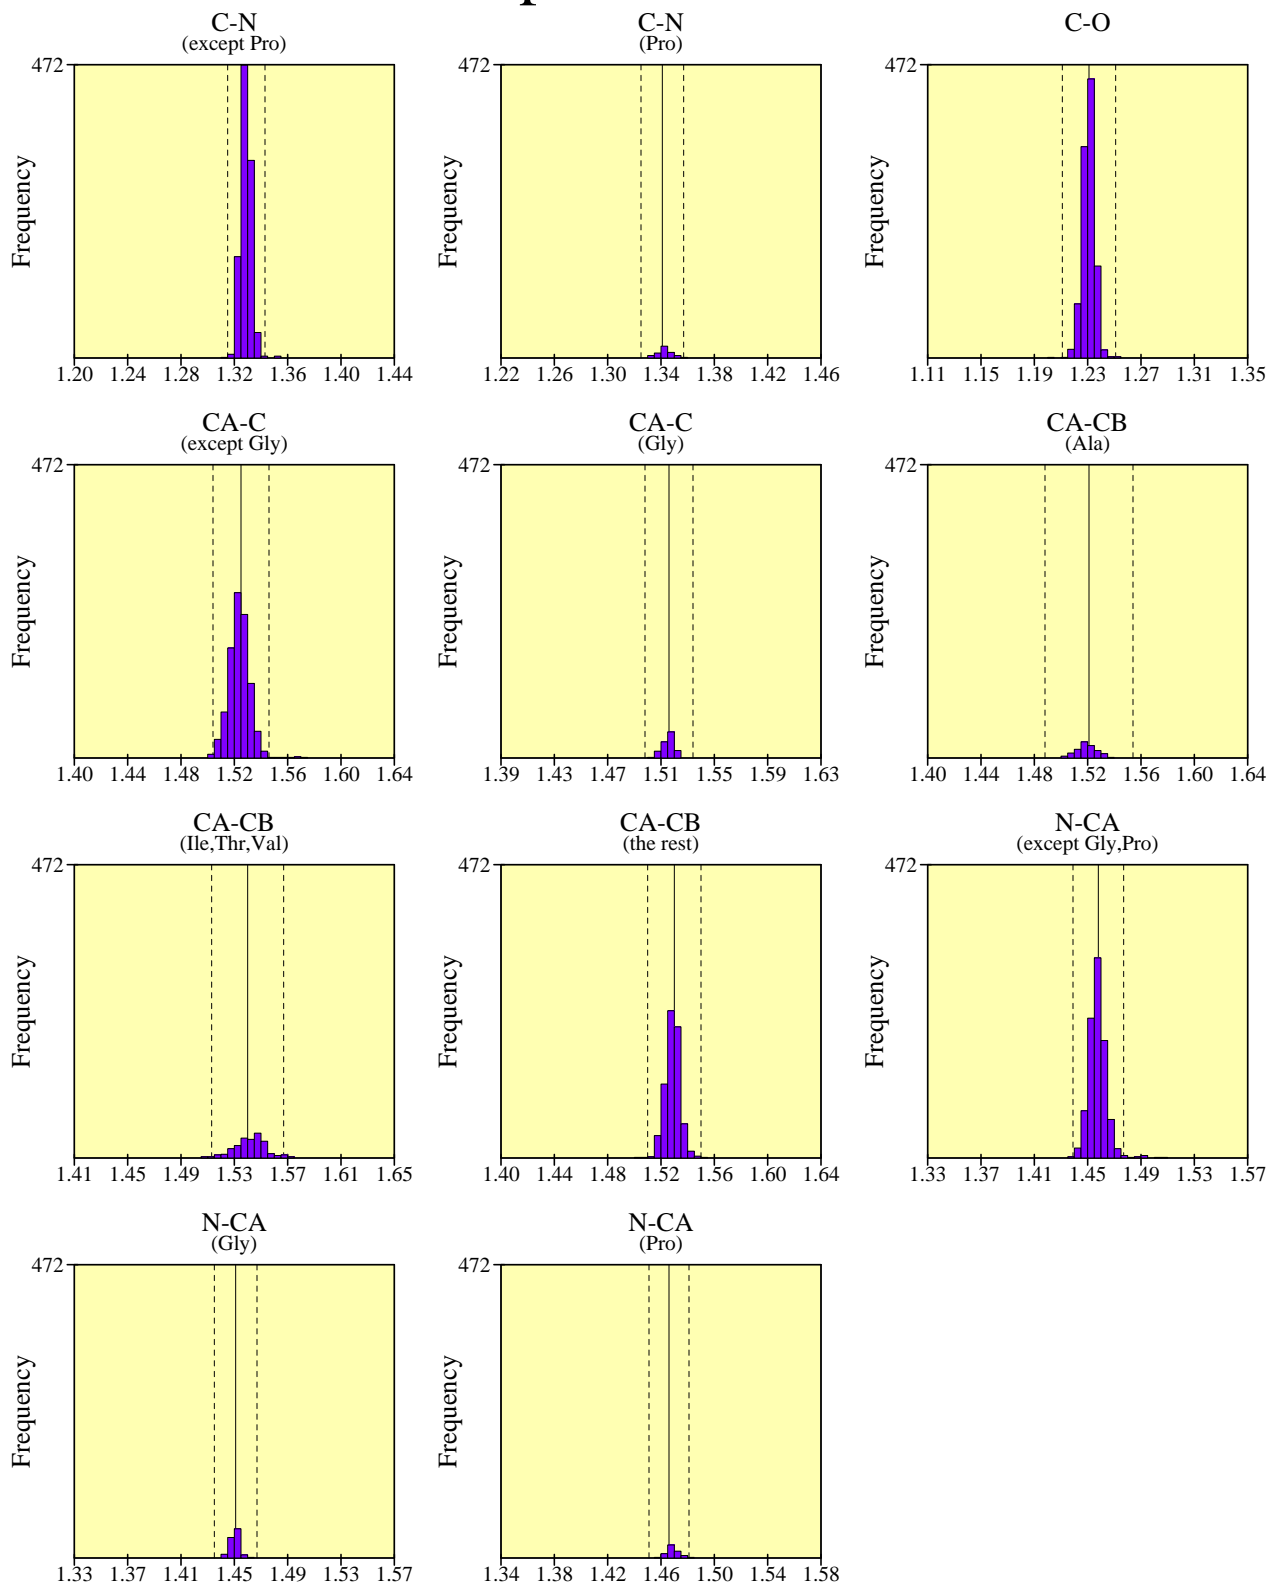 C-N
(except Pro)
472
Frequency
1.20 1.24 1.28 1.32 1.36 1.40 1.44
C-N
(Pro)
472
Frequency
1.22 1.26 1.30 1.34 1.38 1.42 1.46
C-O
472
Frequency
1.11 1.15 1.19 1.23 1.27 1.31 1.35
CA-C
(except Gly)
472
Frequency
1.40 1.44 1.48 1.52 1.56 1.60 1.64
CA-C
(Gly)
472
Frequency
1.39 1.43 1.47 1.51 1.55 1.59 1.63
CA-CB
(Ala)
472
Frequency
1.40 1.44 1.48 1.52 1.56 1.60 1.64
CA-CB
(Ile,Thr,Val)
472
Frequency
1.41 1.45 1.49 1.53 1.57 1.61 1.65
CA-CB
(the rest)
472
Frequency
1.40 1.44 1.48 1.52 1.56 1.60 1.64
N-CA
(except Gly,Pro)
472
Frequency
1.33 1.37 1.41 1.45 1.49 1.53 1.57
N-CA
(Gly)
472
Frequency
1.33 1.37 1.41 1.45 1.49 1.53 1.57
N-CA
(Pro)
472
Frequency
1.34 1.38 1.42 1.46 1.50 1.54 1.58